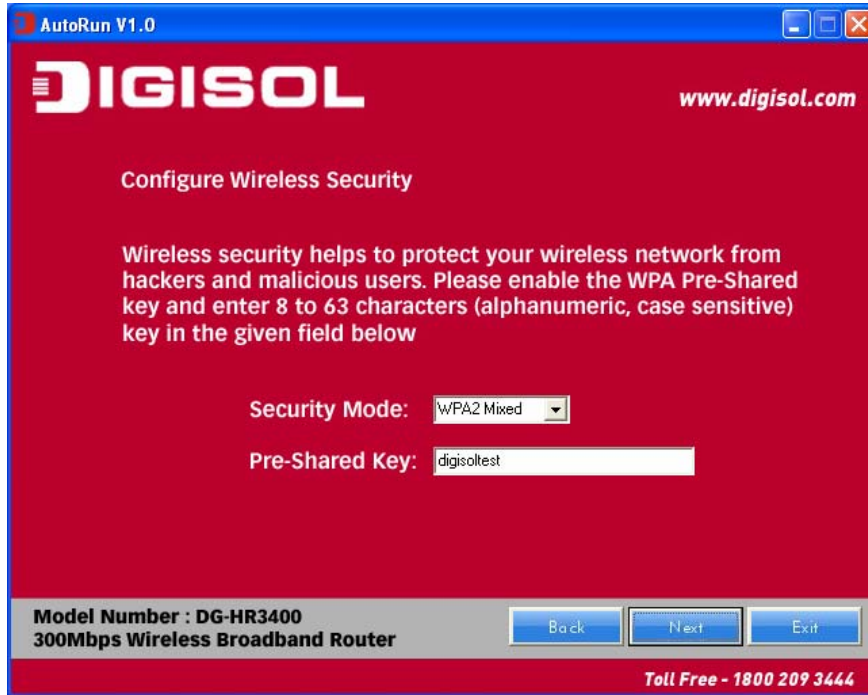 AutoRun V1.0
DIGISOL
www.digisol.com
Configure Wireless Security
Wireless security helps to protect your wireless network from
hackers and malicious users. Please enable the WPA Pre-Shared
key and enter 8 to 63 characters (alphanumeric, case sensitive)
key in the given field below
Security Mode: WPA2 Mixed
Pre-Shared Key: digisoltest
Model Number : DG-HR3400
300Mbps Wireless Broadband Router
Back Next Exit
Toll Free - 1800 209 3444